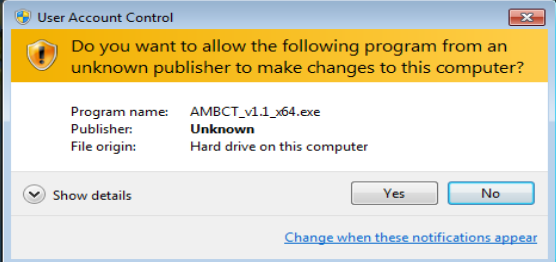 User Account Control
Do you want to allow the following program from an
unknown publisher to make changes to this computer?
Program name: AMBCT_v1.1_x64.exe
Publisher: Unknown
File origin: Hard drive on this computer
Show details
Yes
No
Change when these notifications appear